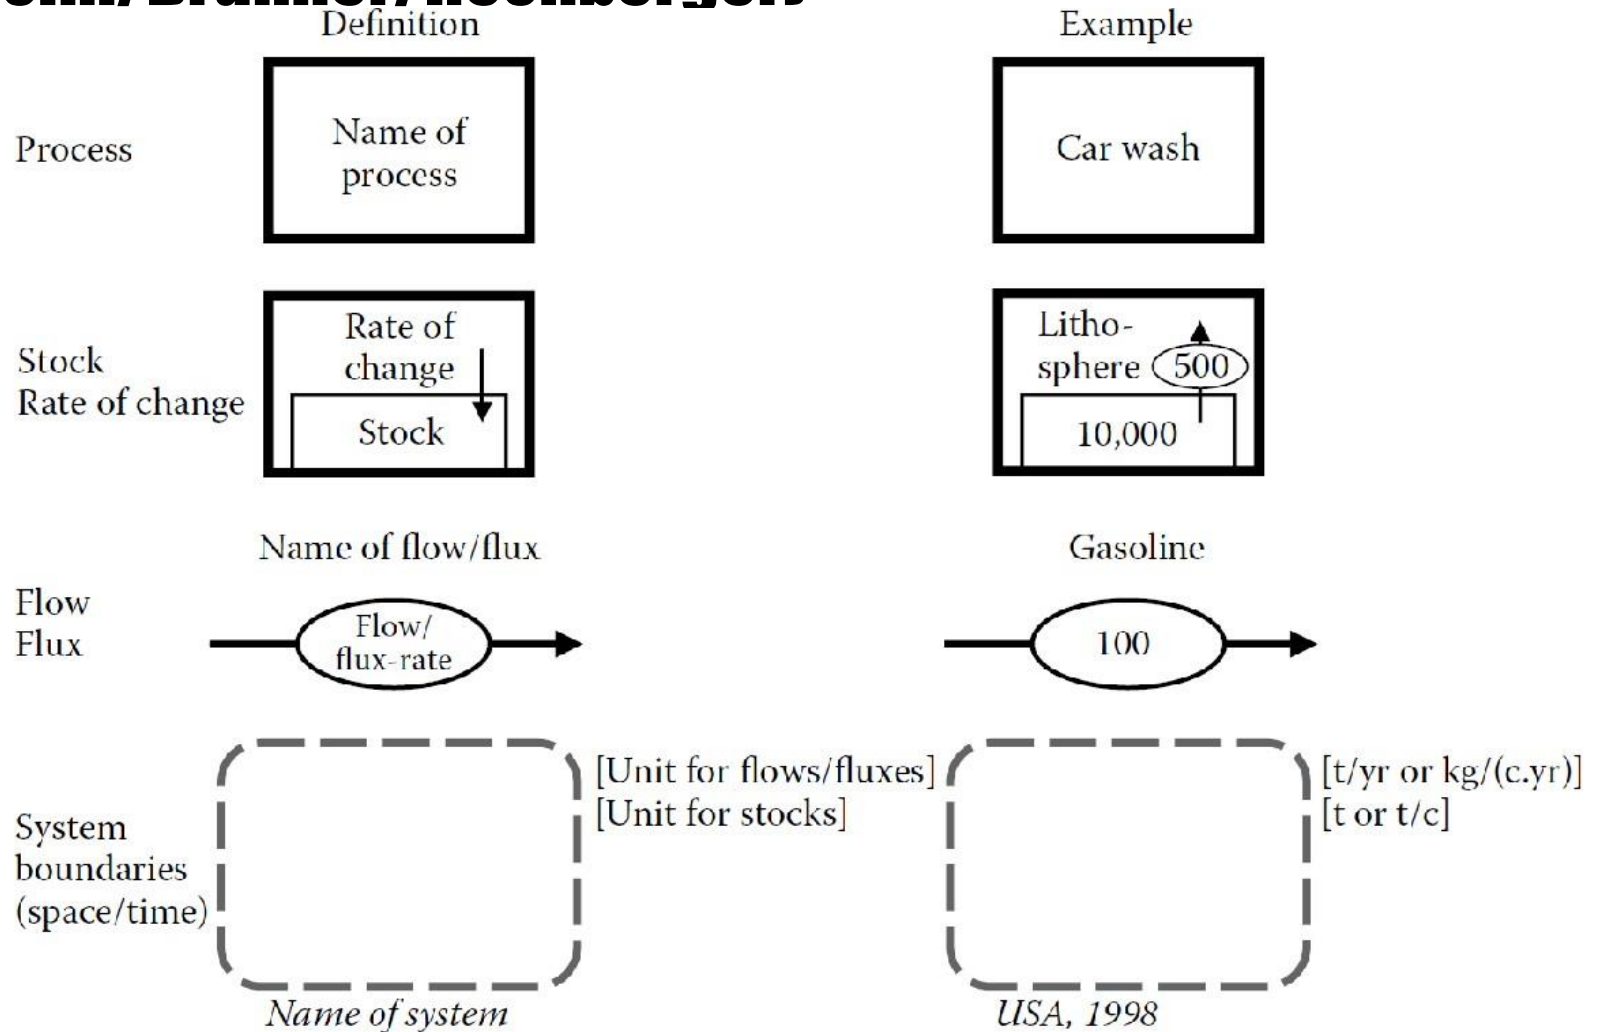 Definition
Example
Process
Name of
process
Car wash
Stock
Rate of change
Rate of
change
Stock
Litho-
sphere
500
10,000
Name of flow/flux
Gasoline
Flow
Flux
Flow/
flux-rate
100
System
boundaries
(space/time)
[Unit for flows/fluxes]
[Unit for stocks]
[t/yr or kg/(c.yr)]
[t or t/c]
Name of system
USA, 1998